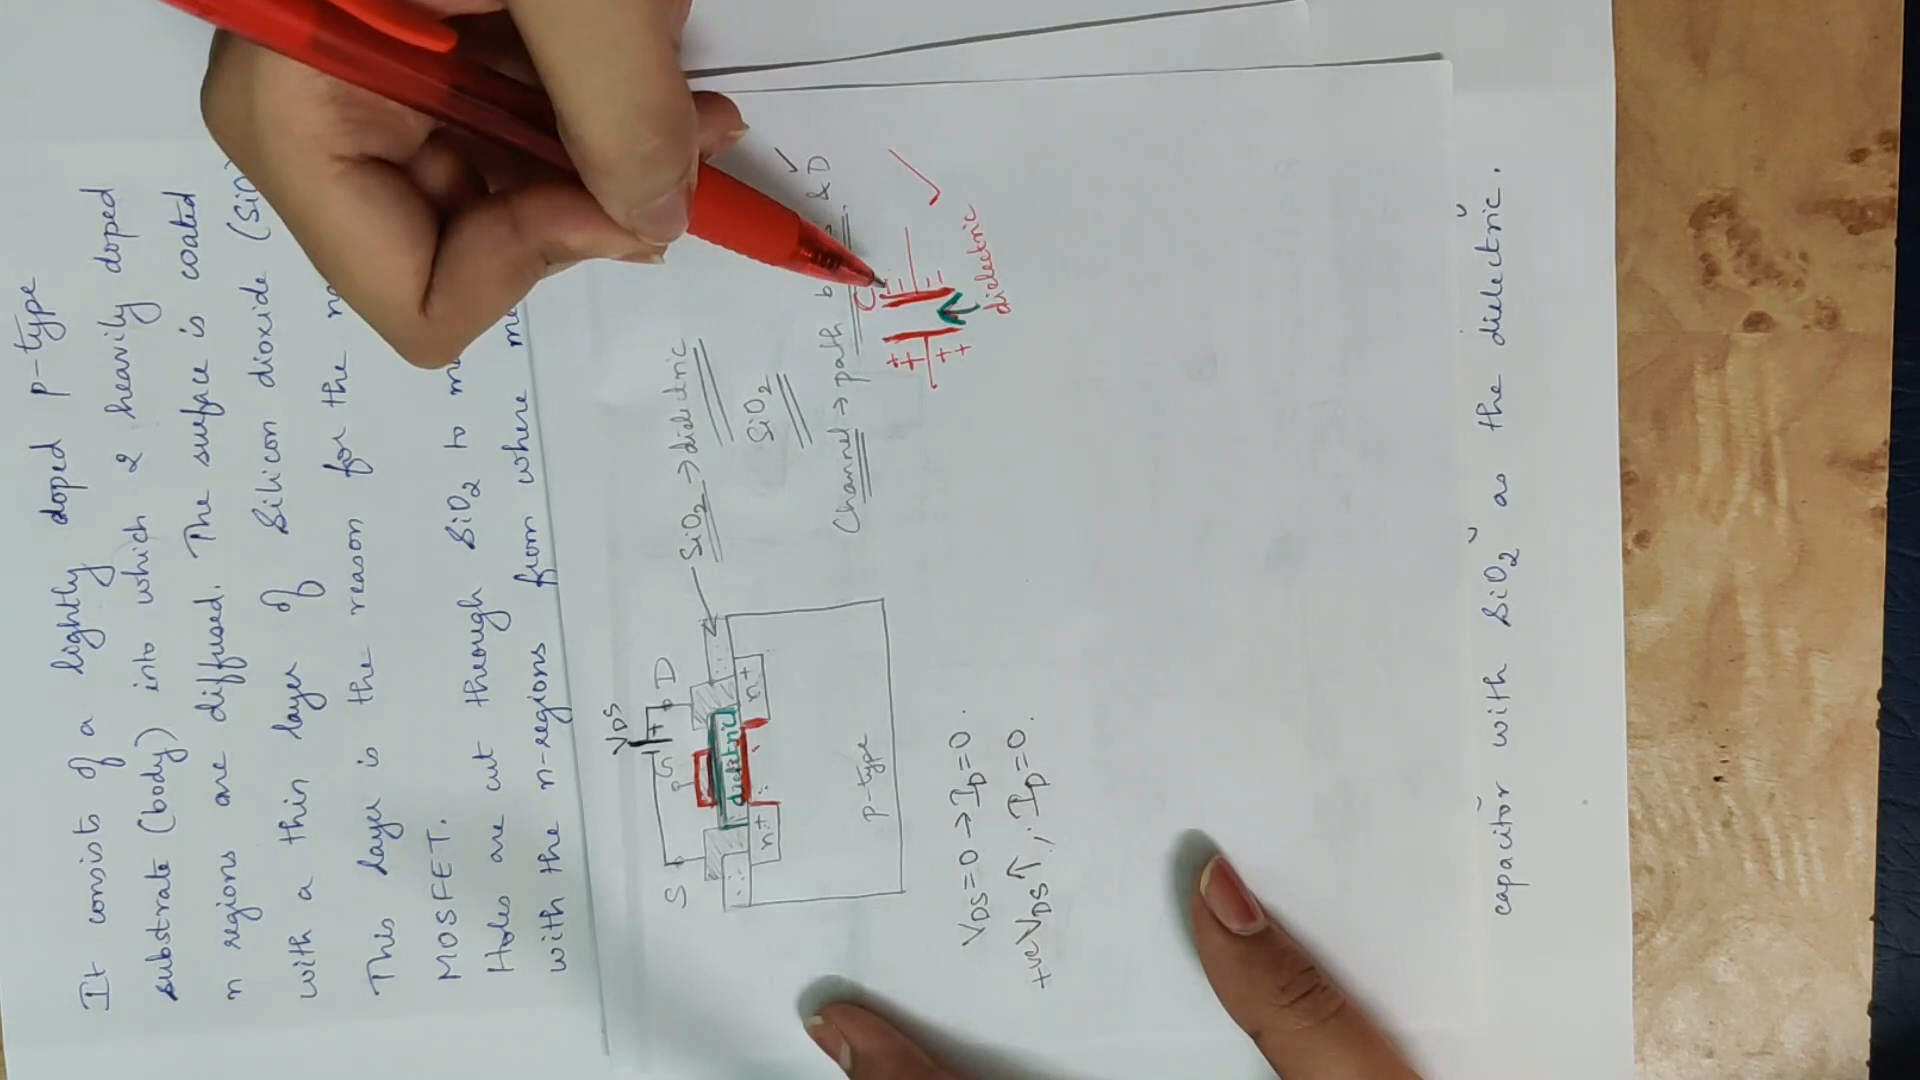 It consists of a lightly doped p-type
substrate (body) into which 2 heavily doped
n regions are diffused. The surface is coated
with a thin layer of Silicon dioxide (SiO
This layer is the reason for the
MOSFET.
Holes are cut through SiO2 to
with the n-regions from where
VDS
S
G
D
n+
n+
dielectric
p-type
SiO2 → dielectric
SiO2
Channel → path
& D
C
++
++
--
--
dielectric
VDS=0 → ID=0.
+ve VDS↑, ID=0.
capacitor with SiO2 as the dielectric.